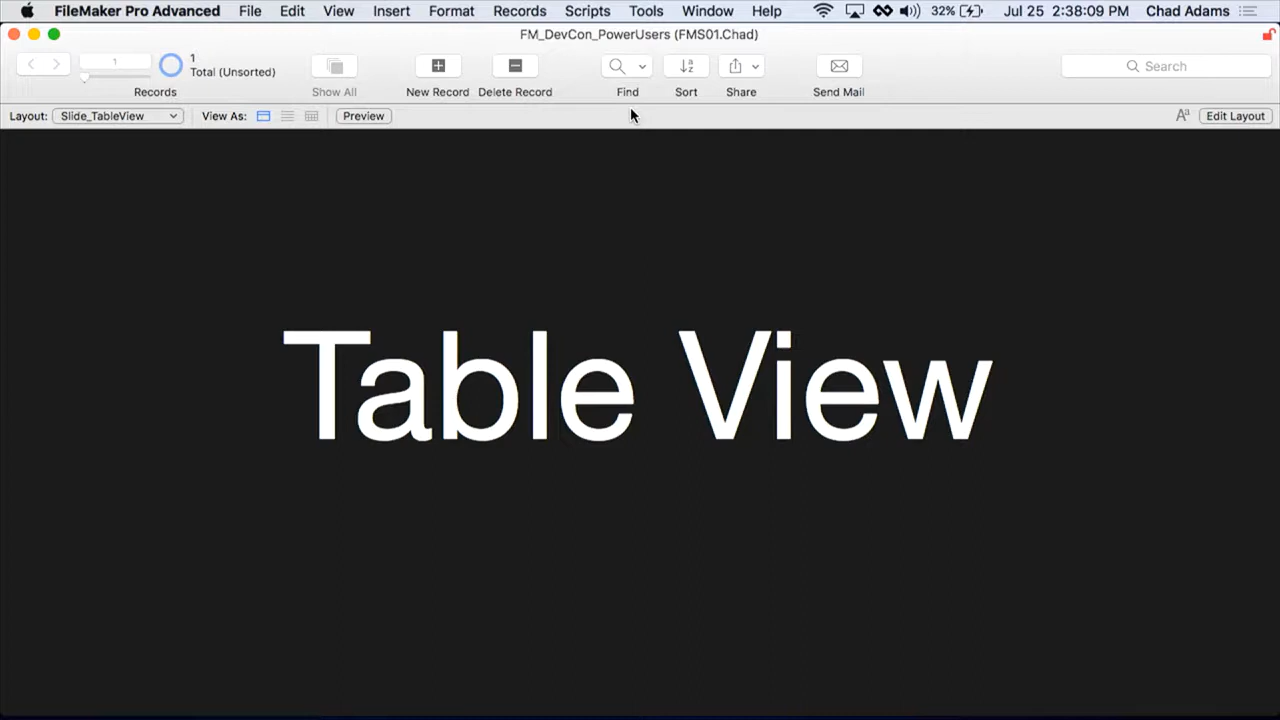 FileMaker Pro Advanced File Edit View Insert Format Records Scripts Tools Window Help 32% Jul 25 2:38:09 PM Chad Adams
FM_DevCon_PowerUsers (FMS01.Chad)
1
1
Total (Unsorted)
Search
Records Show All New Record Delete Record Find Sort Share Send Mail
Layout: Slide_TableView View As: Preview Aa Edit Layout
Table View